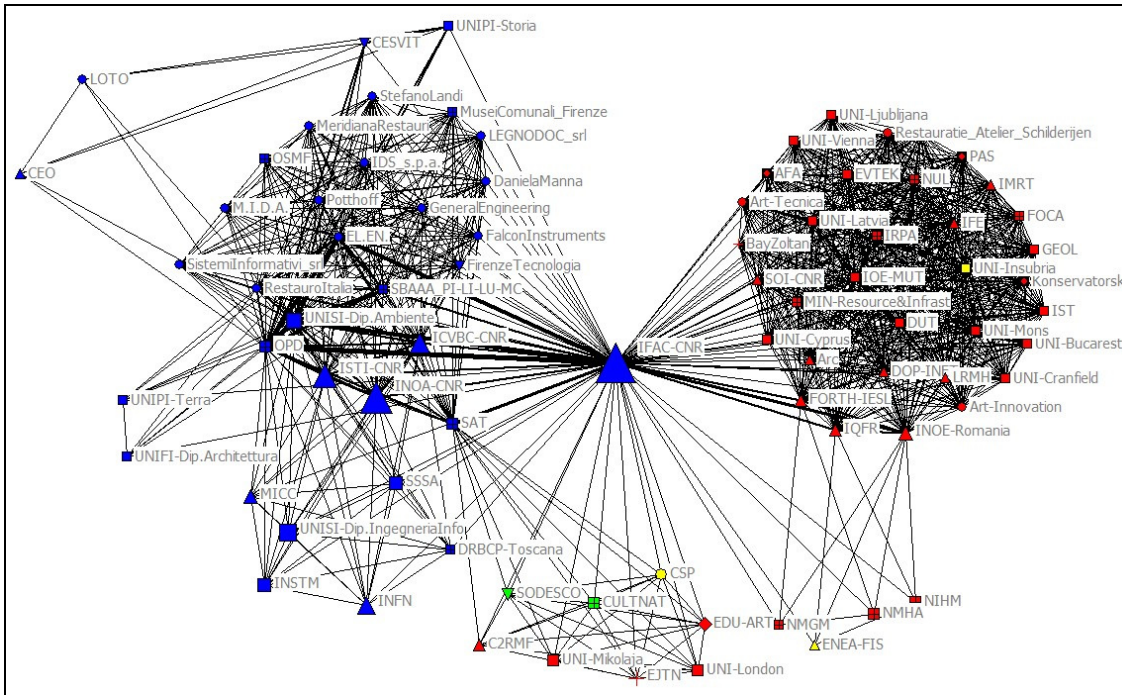 UNIPI-Storia
CESVIT
LOTO
StefanoLandi
MuseiComunali_Firenze
MeridianaRestauri
LEGNODOC_srl
OSMF
IDS_s.p.a.
CEO
DanielaManna
Potthoff
M.I.D.A.
GeneralEngineering
EL.EN.
FalconInstruments
SistemiInformativi_srl
FirenzeTecnologia
RestauroItalia
SBAAA_PI-LI-LU-MC
UNISI-Dip.Ambiente
OPD
ICVBC-CNR
IFAC-CNR
ISTI-CNR
INOA-CNR
UNIPI-Terra
SAT
UNIFI-Dip.Architettura
MICC
SSSA
UNISI-Dip.IngegneriaInfo
DRBCP-Toscana
INSTM
INFN
UNI-Ljubljana
Restauratie_Atelier_Schilderijen
UNI-Vienna
PAS
AFA
EVTEK
NUL
IMRT
Art-Tecnica
UNI-Latvia
IFE
FOCA
BayZoltan
IRPA
GEOL
SOI-CNR
IOE-MUT
UNI-Insubria
Konservatorsk
MIN-Resource&Infrast
IST
DUT
UNI-Mons
UNI-Cyprus
UNI-Bucarest
Arc
DOP-INET
LRMH
UNI-Cranfield
FORTH-IESL
Art-Innovation
IQFR
INOE-Romania
CSP
SODESCO
CULTNAT
NIHM
EDU-ART
NMGM
NMHA
C2RMF
ENEA-FIS
UNI-Mikolaja
EJTN
UNI-London